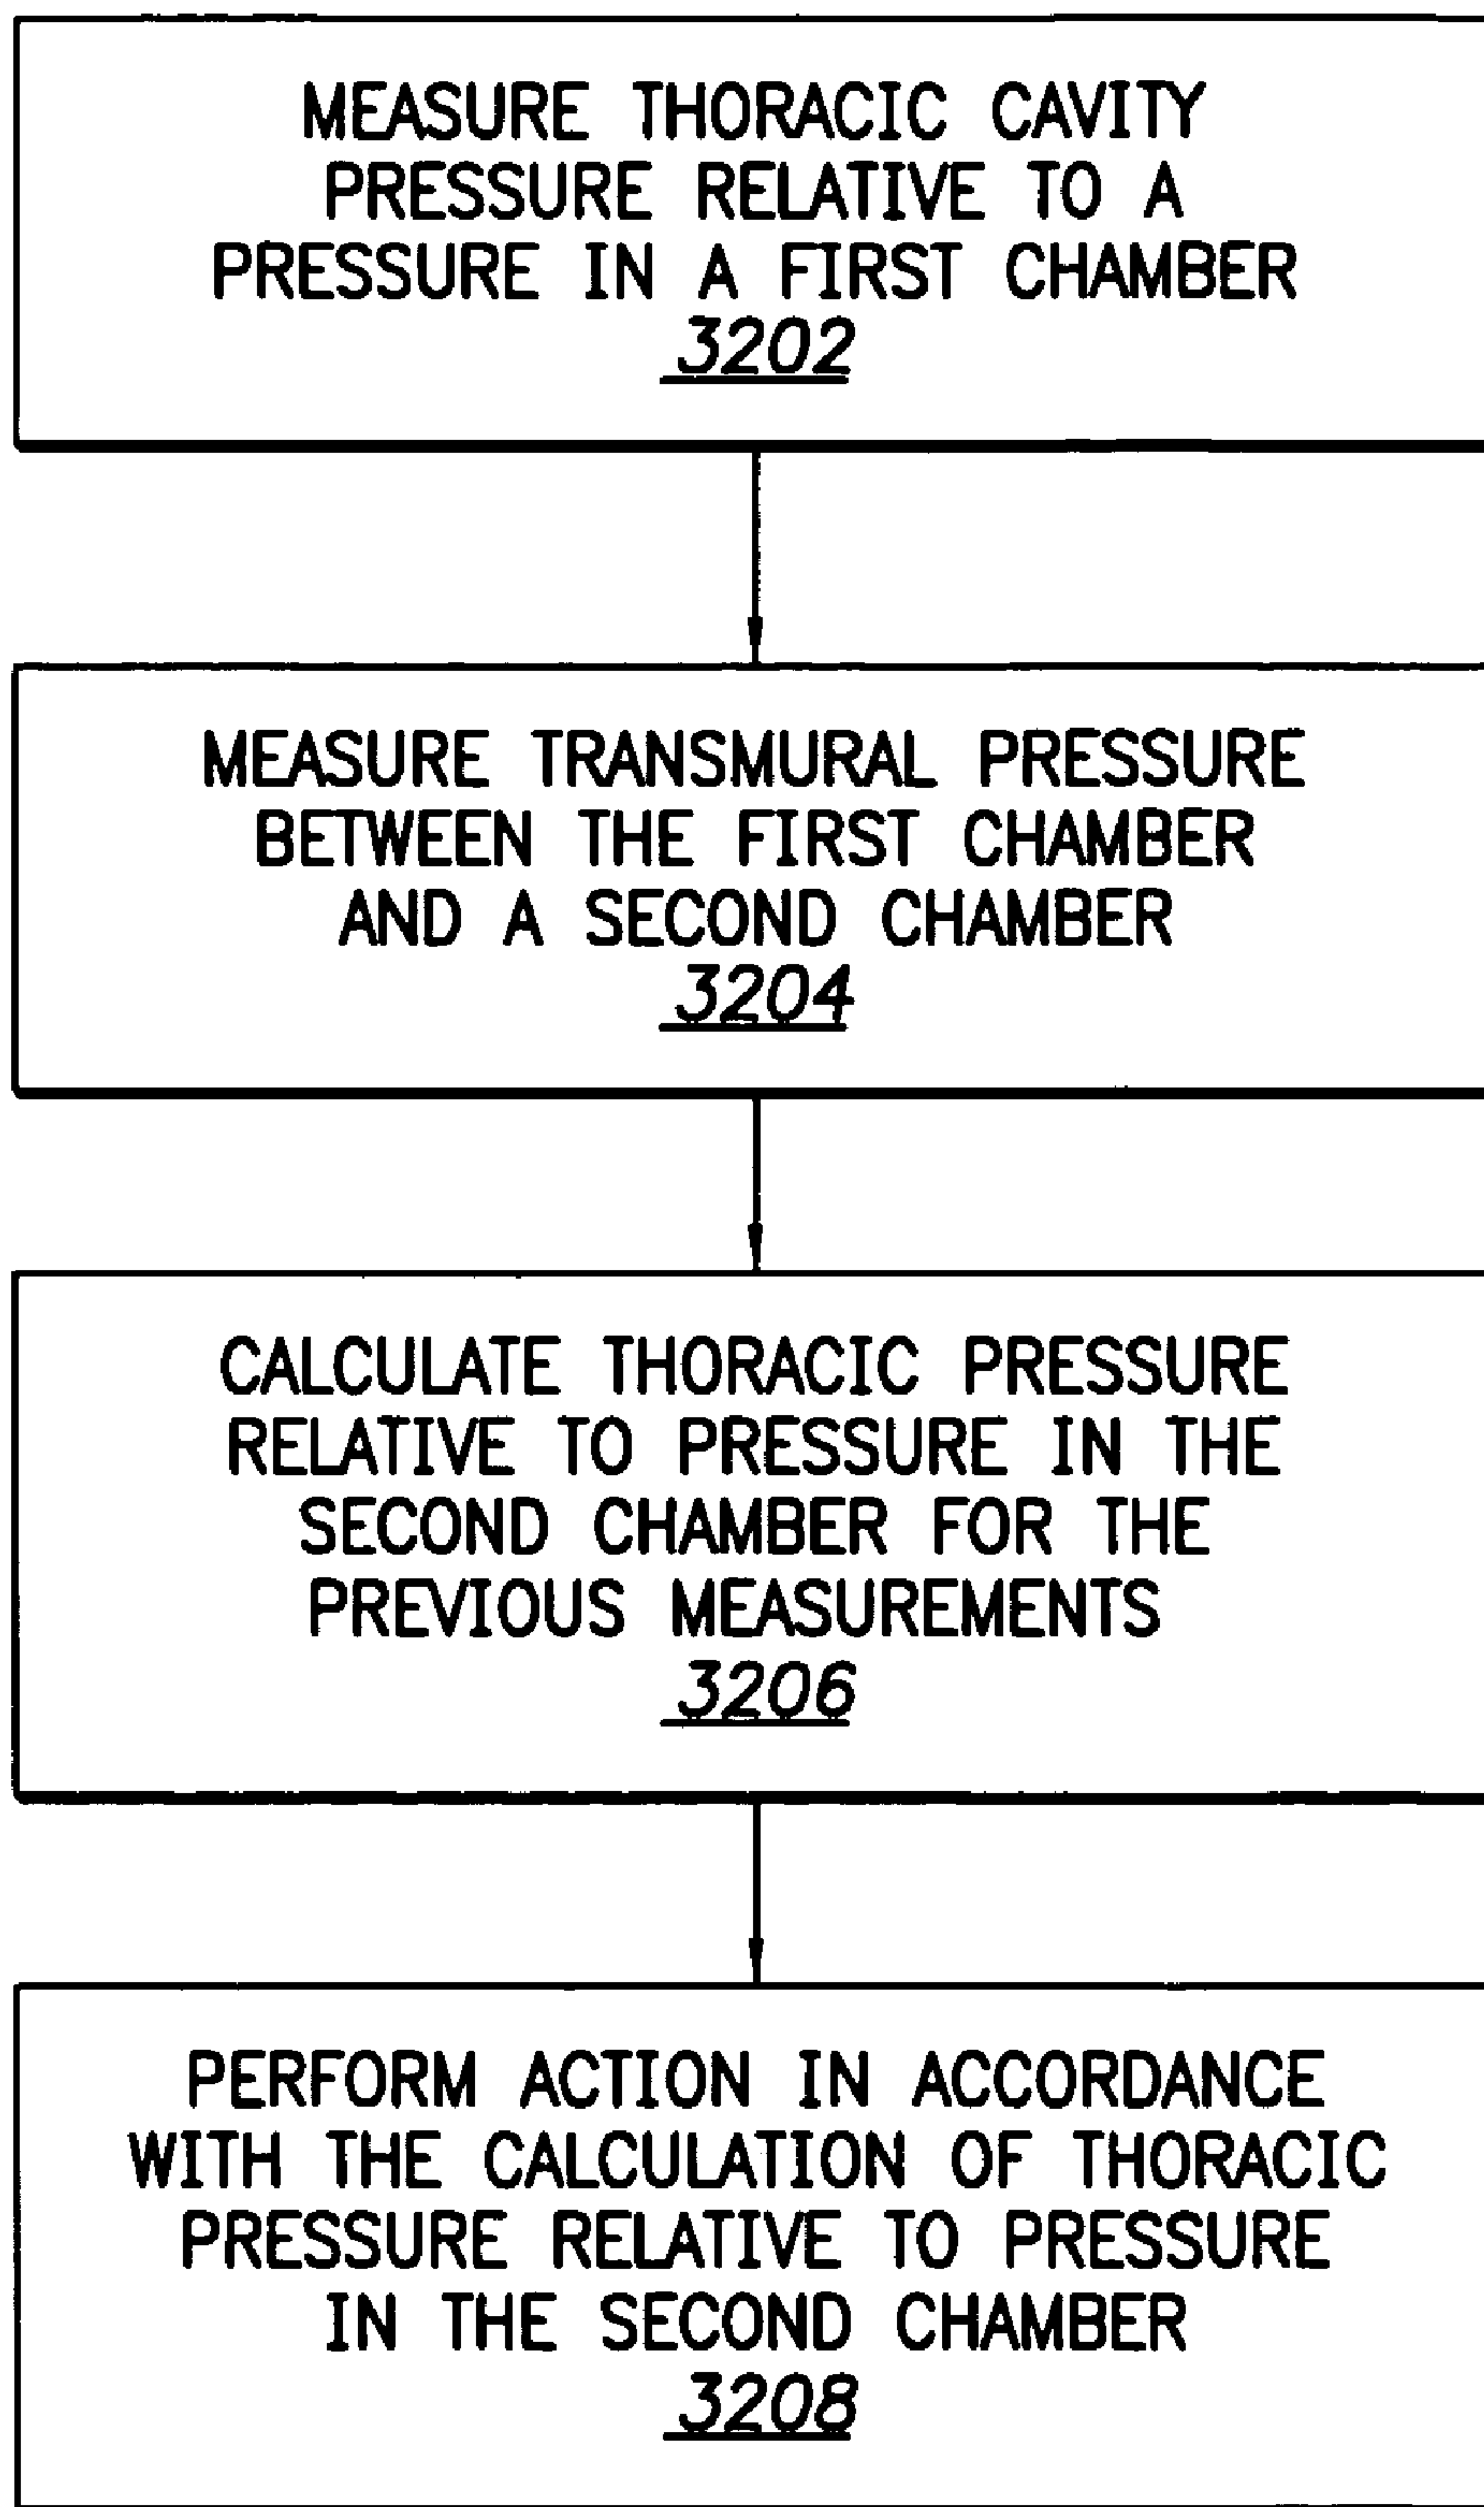 MEASURE THORACIC CAVITY
PRESSURE RELATIVE TO A
PRESSURE IN A FIRST CHAMBER
3202
MEASURE TRANSMURAL PRESSURE
BETWEEN THE FIRST CHAMBER
AND A SECOND CHAMBER
3204
CALCULATE THORACIC PRESSURE
RELATIVE TO PRESSURE IN THE
SECOND CHAMBER FOR THE
PREVIOUS MEASUREMENTS
3206
PERFORM ACTION IN ACCORDANCE
WITH THE CALCULATION OF THORACIC
PRESSURE RELATIVE TO PRESSURE
IN THE SECOND CHAMBER
3208